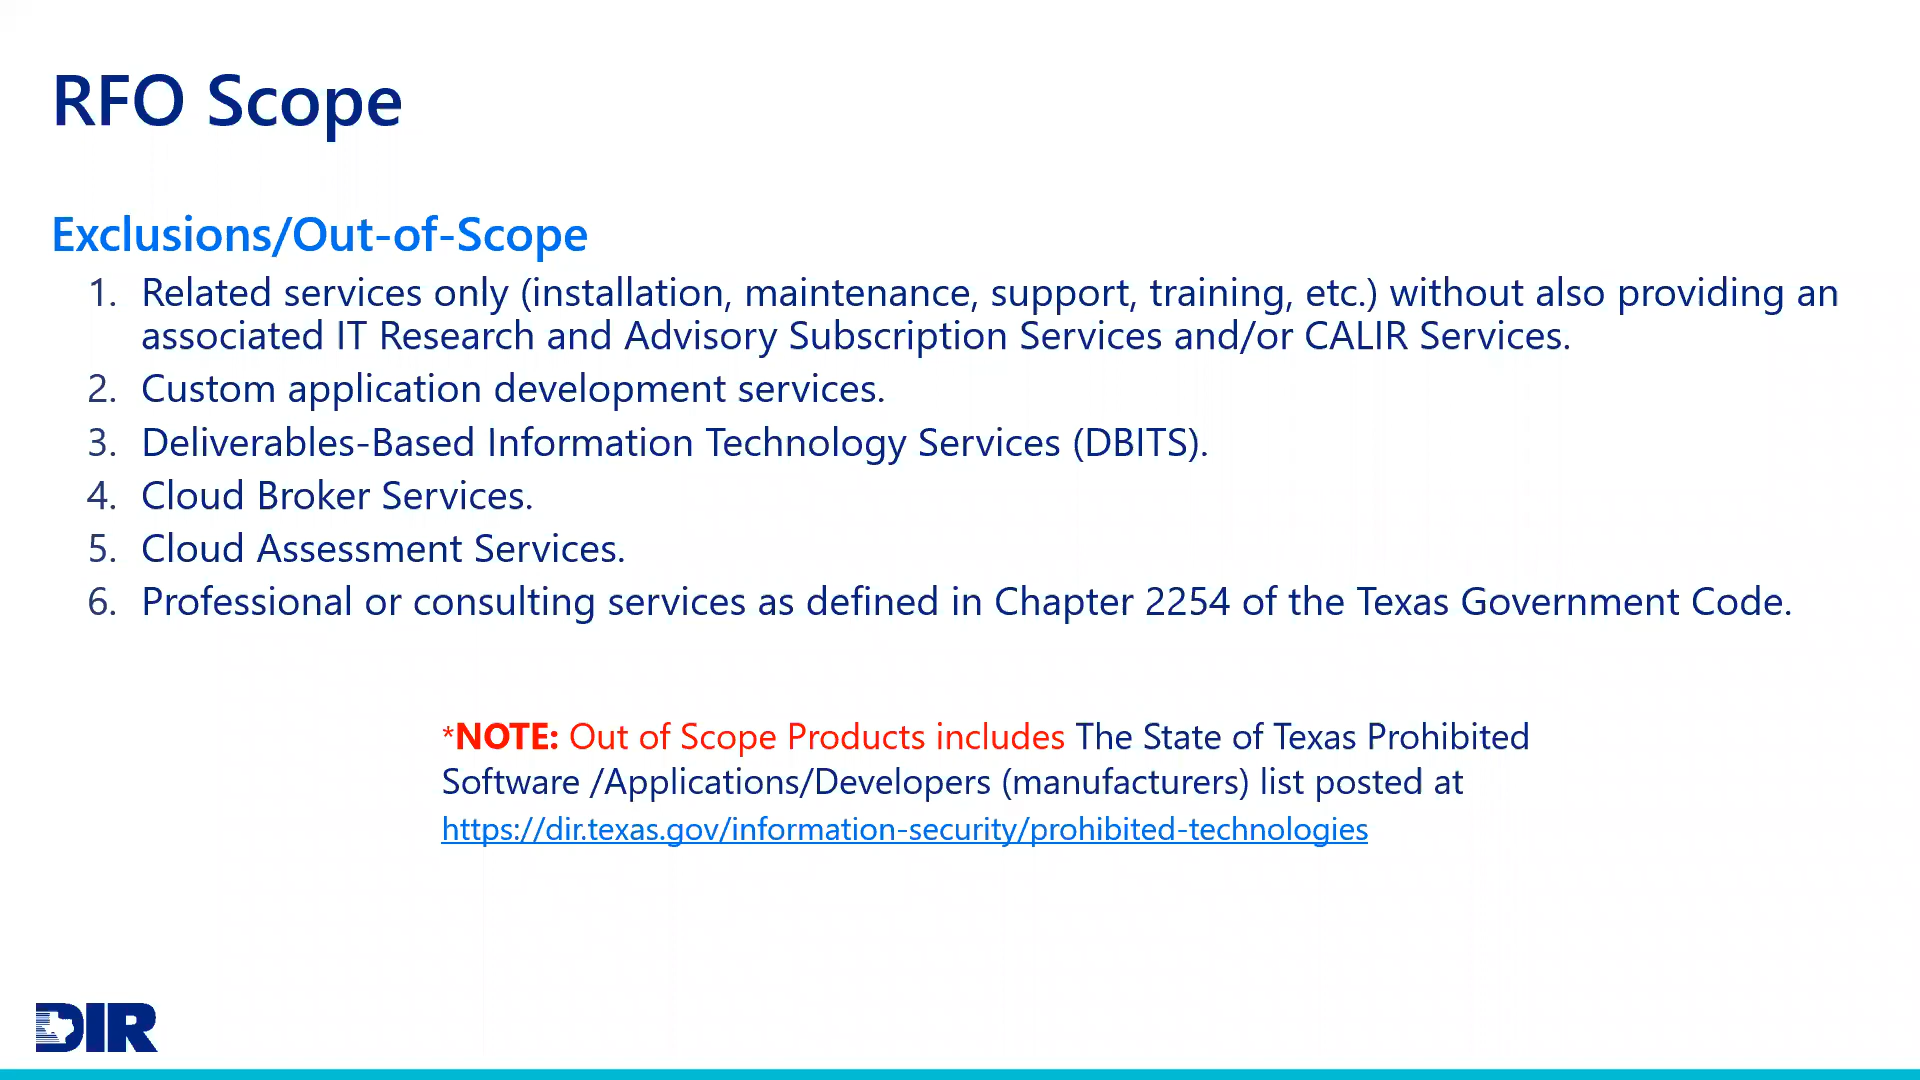 RFO Scope
Exclusions/Out-of-Scope
1. Related services only (installation, maintenance, support, training, etc.) without also providing an
associated IT Research and Advisory Subscription Services and/or CALIR Services.
2. Custom application development services.
3. Deliverables-Based Information Technology Services (DBITS).
4. Cloud Broker Services.
5. Cloud Assessment Services.
6. Professional or consulting services as defined in Chapter 2254 of the Texas Government Code.
*NOTE: Out of Scope Products includes The State of Texas Prohibited
Software /Applications/Developers (manufacturers) list posted at
https://dir.texas.gov/information-security/prohibited-technologies
DIR